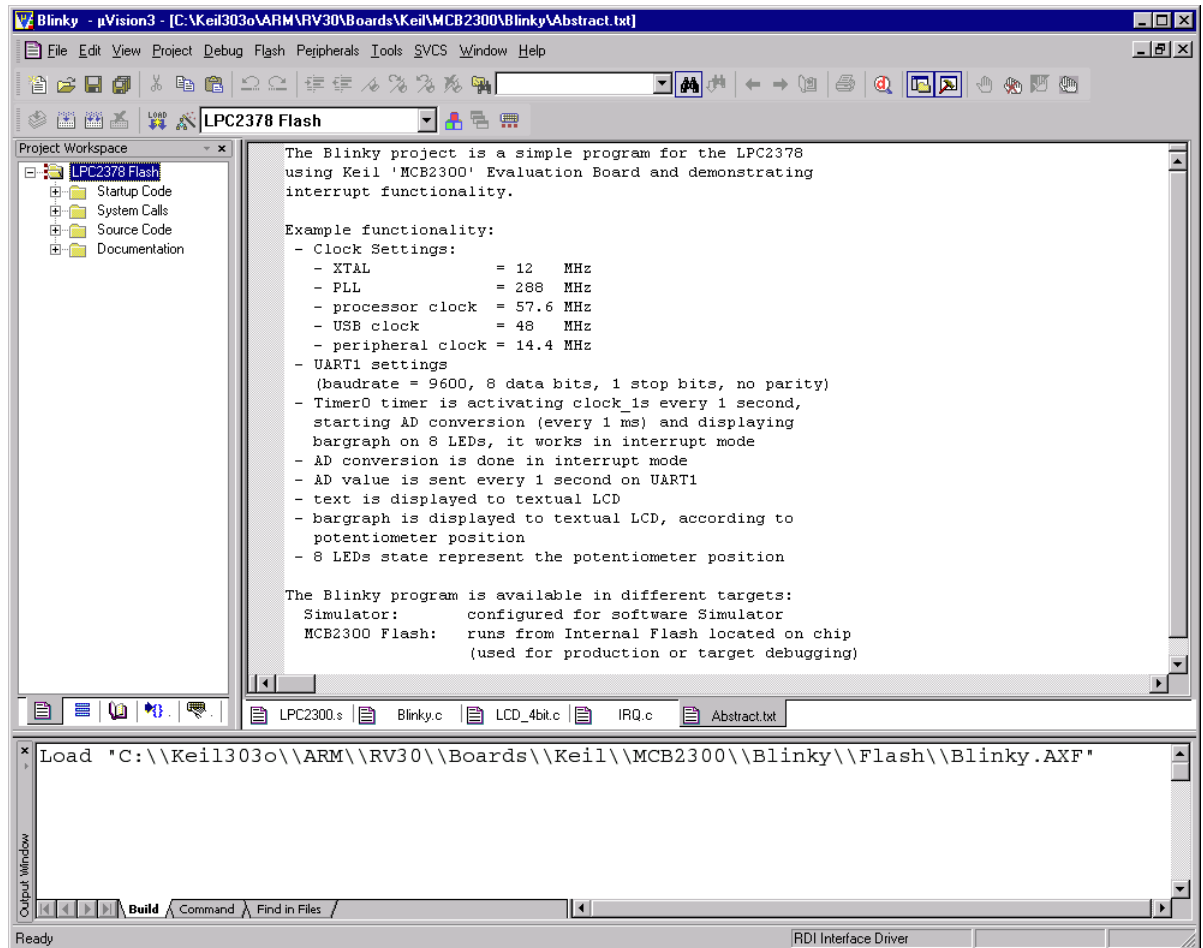 Blinky - µVision3 - [C:\Keil303o\ARM\RV30\Boards\Keil\MCB2300\Blinky\Abstract.txt]
File Edit View Project Debug Flash Peripherals Tools SVCS Window Help
LOAD LPC2378 Flash
Project Workspace
LPC2378 Flash
Startup Code
System Calls
Source Code
Documentation
The Blinky project is a simple program for the LPC2378
using Keil 'MCB2300' Evaluation Board and demonstrating
interrupt functionality.
Example functionality:
- Clock Settings:
- XTAL = 12 MHz
- PLL = 288 MHz
- processor clock = 57.6 MHz
- USB clock = 48 MHz
- peripheral clock = 14.4 MHz
- UART1 settings
(baudrate = 9600, 8 data bits, 1 stop bits, no parity)
- Timer0 timer is activating clock_1s every 1 second,
starting AD conversion (every 1 ms) and displaying
bargraph on 8 LEDs, it works in interrupt mode
- AD conversion is done in interrupt mode
- AD value is sent every 1 second on UART1
- text is displayed to textual LCD
- bargraph is displayed to textual LCD, according to
potentiometer position
- 8 LEDs state represent the potentiometer position
The Blinky program is available in different targets:
Simulator: configured for software Simulator
MCB2300 Flash: runs from Internal Flash located on chip
(used for production or target debugging)
LPC2300.s Blinky.c LCD_4bit.c IRQ.c Abstract.txt
Load "C:\\Keil303o\\ARM\\RV30\\Boards\\Keil\\MCB2300\\Blinky\\Flash\\Blinky.AXF"
Output Window
Build Command Find in Files
Ready RDI Interface Driver